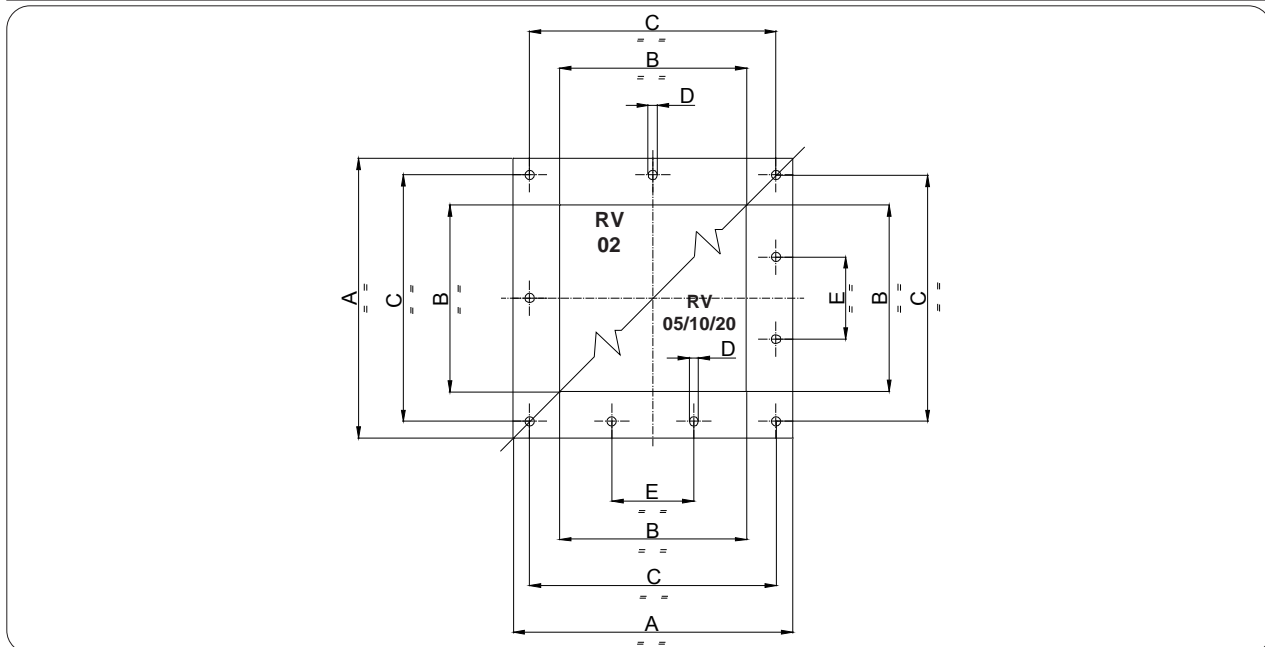 C
= =
B
= =
D
RV
02
A
=
=
C
=
=
B
=
=
RV
05/10/20
D
E
=
=
B
=
=
C
=
=
E
= =
B
= =
C
= =
A
= =